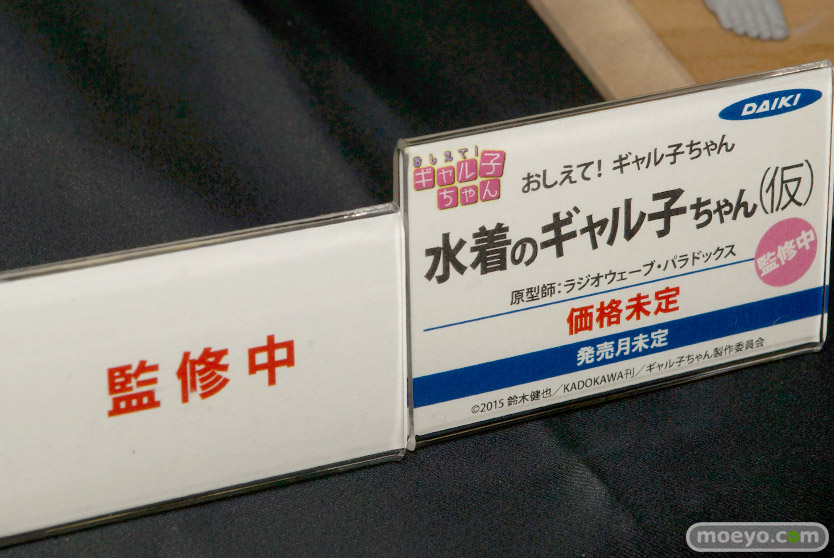 監修中
DAIKI
おしえて!
ギャル子
ちゃん
おしえて! ギャル子ちゃん
水着のギャル子ちゃん(仮)
監修中
原型師:ラジオウェーブ・パラドックス
価格未定
発売月未定
©2015 鈴木健也/KADOKAWA刊/ギャル子ちゃん製作委員会
moeyo.com